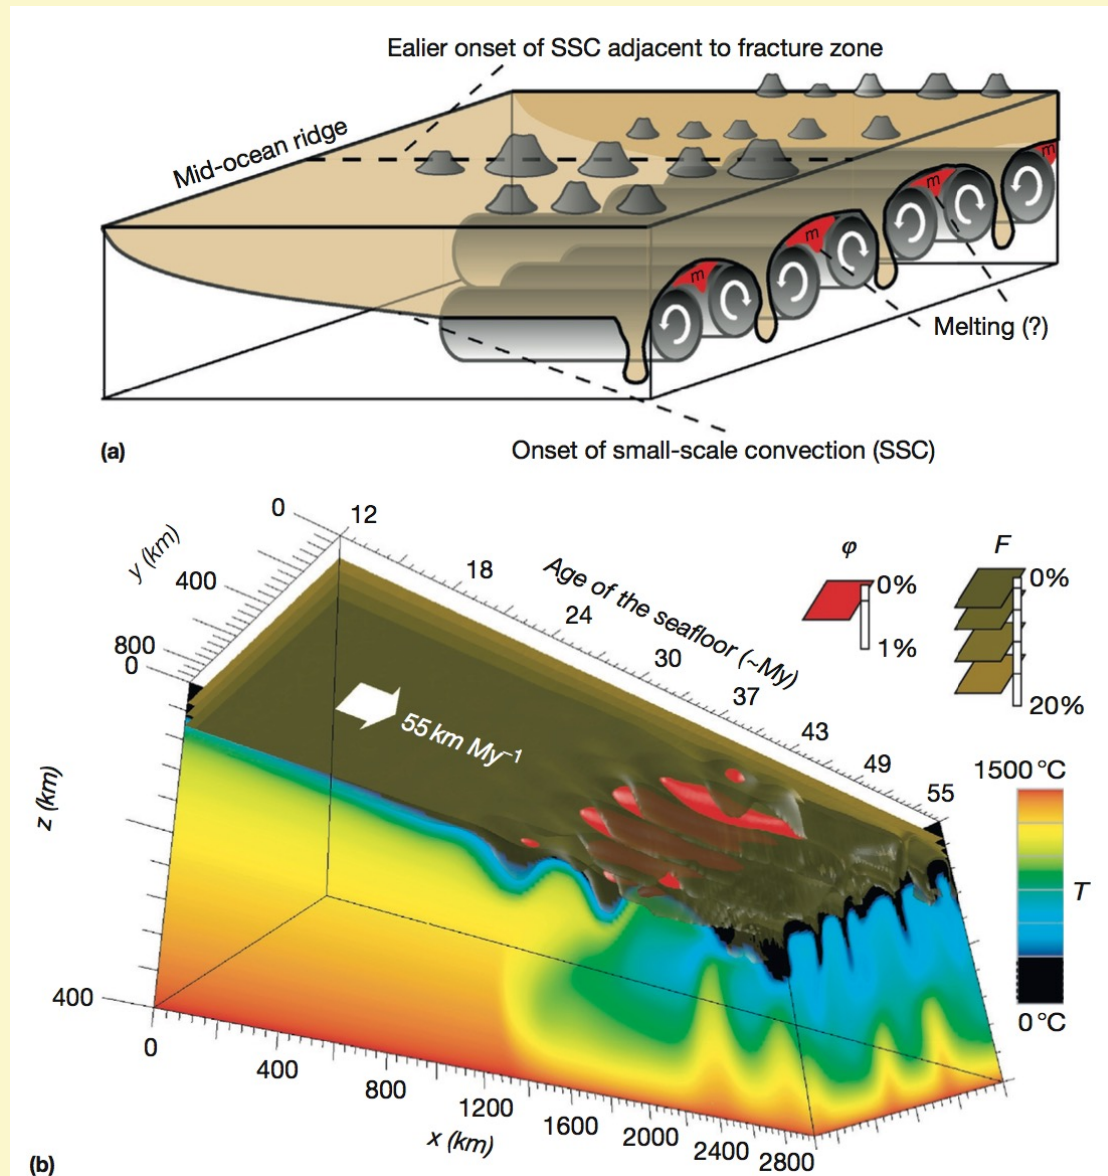 Ealier onset of SSC adjacent to fracture zone
Mid-ocean ridge
m
m
m
m
Melting (?)
(a)
Onset of small-scale convection (SSC)
0
12
y (km)
400
18
Age of the seafloor (~My)
φ
F
0%
0%
24
800
0
30
1%
37
20%
55 km My⁻¹
43
49
1500 °C
55
z (km)
T
400
0 °C
0
400
800
1200
1600
2000
2400
2800
x (km)
(b)